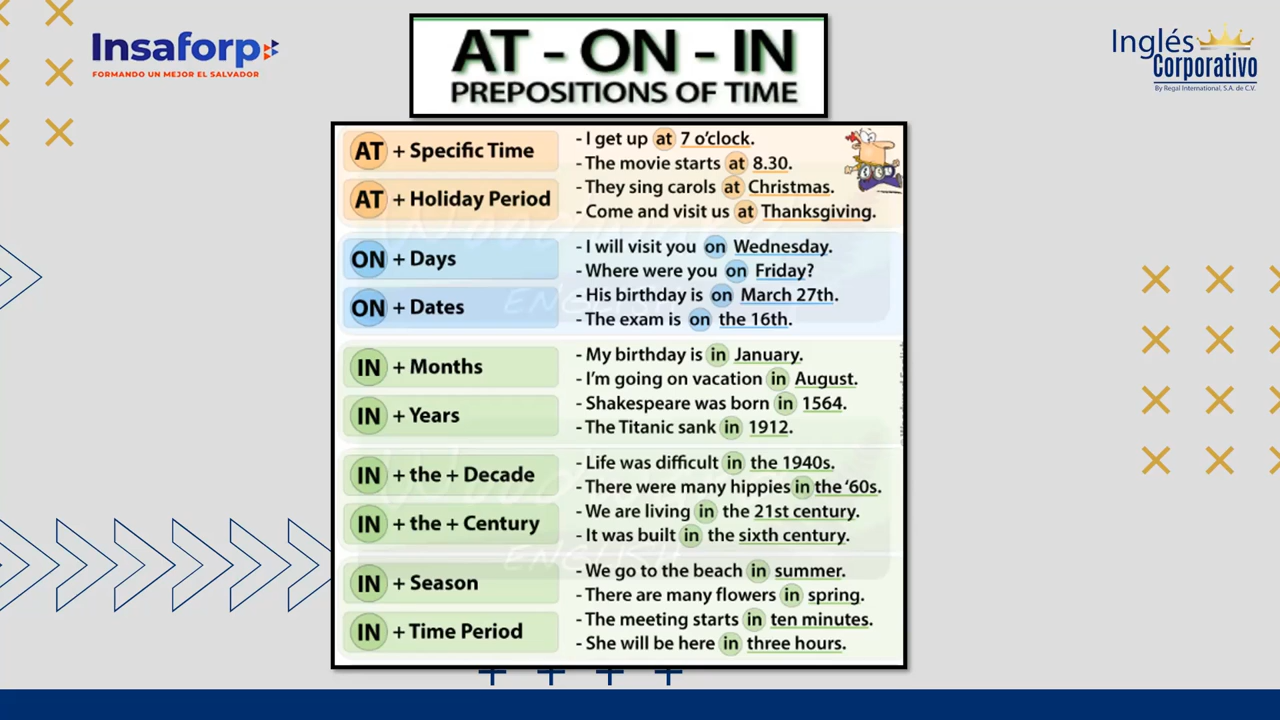 Insaforp
FORMANDO UN MEJOR EL SALVADOR
AT - ON - IN
PREPOSITIONS OF TIME
Inglés
Corporativo
By Regal International, S.A. de C.V.
AT + Specific Time
- I get up at 7 o'clock.
- The movie starts at 8.30.
AT + Holiday Period
- They sing carols at Christmas.
- Come and visit us at Thanksgiving.
ON + Days
- I will visit you on Wednesday.
- Where were you on Friday?
ON + Dates
- His birthday is on March 27th.
- The exam is on the 16th.
IN + Months
- My birthday is in January.
- I'm going on vacation in August.
IN + Years
- Shakespeare was born in 1564.
- The Titanic sank in 1912.
IN + the + Decade
- Life was difficult in the 1940s.
- There were many hippies in the '60s.
IN + the + Century
- We are living in the 21st century.
- It was built in the sixth century.
IN + Season
- We go to the beach in summer.
- There are many flowers in spring.
IN + Time Period
- The meeting starts in ten minutes.
- She will be here in three hours.
ENGLISH
ENGLISH